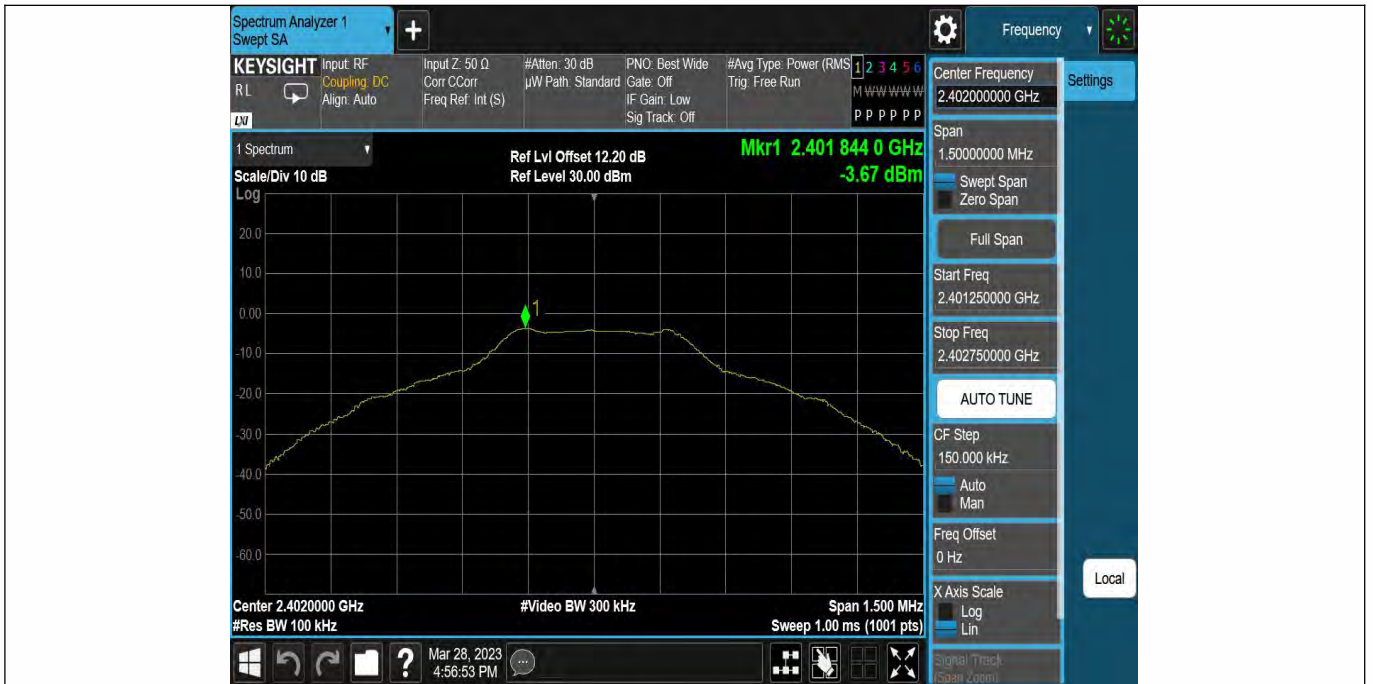 Spectrum Analyzer 1
Swept SA
+
Frequency
KEYSIGHT
RL
LXI
Input: RF
Coupling: DC
Align: Auto
Input Z: 50 Ω
Corr CCorr
Freq Ref: Int (S)
#Atten: 30 dB
µW Path: Standard
PNO: Best Wide
Gate: Off
IF Gain: Low
Sig Track: Off
#Avg Type: Power (RMS
Trig: Free Run
1 2 3 4 5 6
M W W W W W
P P P P P P
1 Spectrum
Scale/Div 10 dB
Ref Lvl Offset 12.20 dB
Ref Level 30.00 dBm
Mkr1 2.401 844 0 GHz
-3.67 dBm
Log
20.0
10.0
0.00
-10.0
-20.0
-30.0
-40.0
-50.0
-60.0
1
Center 2.4020000 GHz
#Res BW 100 kHz
#Video BW 300 kHz
Span 1.500 MHz
Sweep 1.00 ms (1001 pts)
Center Frequency
2.402000000 GHz
Settings
Span
1.50000000 MHz
Swept Span
Zero Span
Full Span
Start Freq
2.401250000 GHz
Stop Freq
2.402750000 GHz
AUTO TUNE
CF Step
150.000 kHz
Auto
Man
Freq Offset
0 Hz
X Axis Scale
Log
Lin
Local
Signal Track
(Span Zoom)
?
Mar 28, 2023
4:56:53 PM